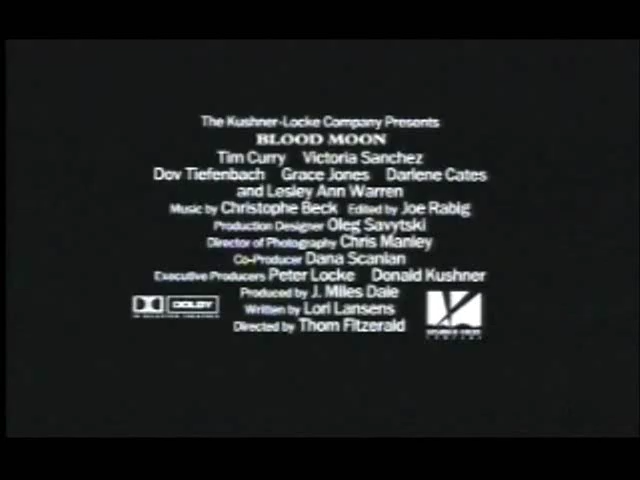 The Kushner-Locke Company Presents
BLOOD MOON
Tim Curry Victoria Sanchez
Dov Tiefenbach Grace Jones Darlene Cates
and Lesley Ann Warren
Music by Christophe Beck Edited by Joe Rabig
Production Designer Oleg Savytski
Director of Photography Chris Manley
Co-Producer Dana Scanlan
Executive Producers Peter Locke Donald Kushner
Produced by J. Miles Dale
Written by Lori Lansens
Directed by Thom Fitzerald
DOLBY